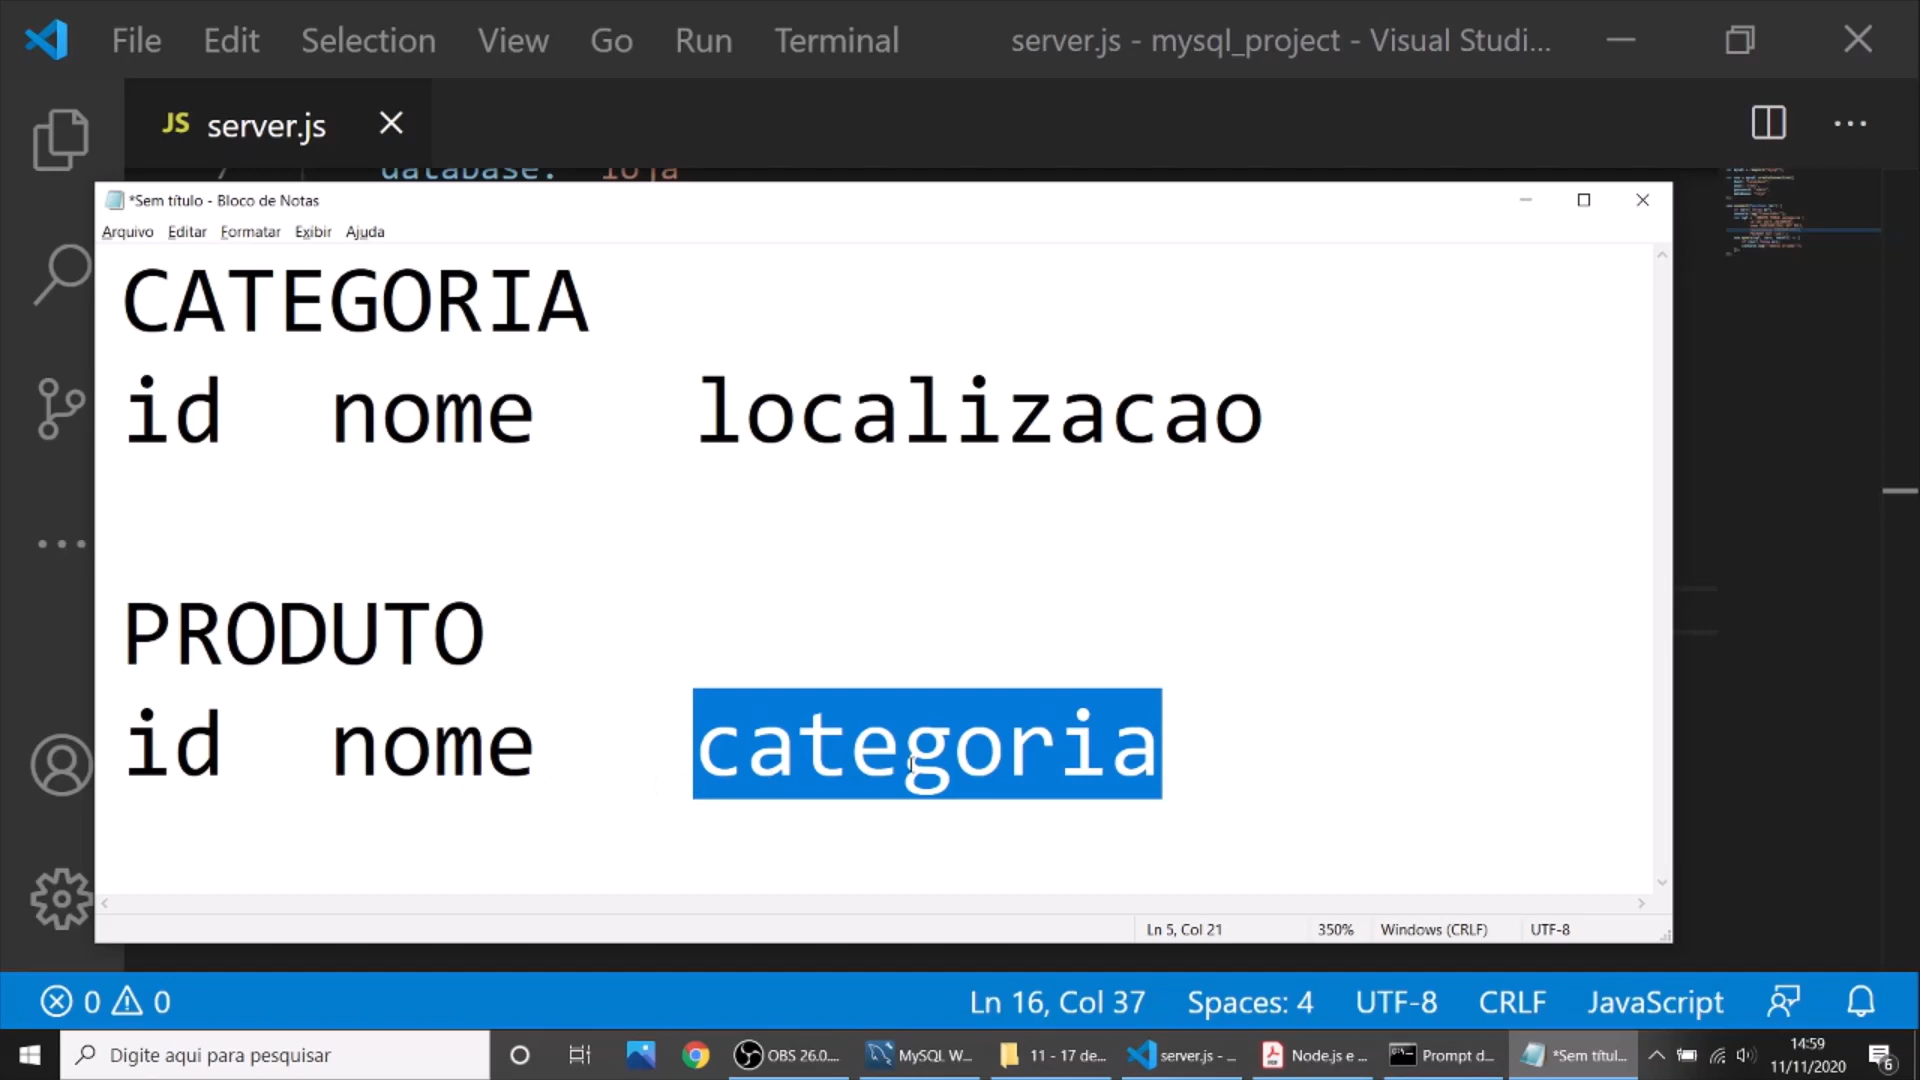 File Edit Selection View Go Run Terminal server.js - mysql_project - Visual Studi...
JS server.js
7 database: loja
*Sem título - Bloco de Notas
Arquivo Editar Formatar Exibir Ajuda
CATEGORIA
id nome localizacao
PRODUTO
id nome categoria
Ln 5, Col 21 350% Windows (CRLF) UTF-8
0 0 Ln 16, Col 37 Spaces: 4 UTF-8 CRLF JavaScript
Digite aqui para pesquisar OBS 26.0.... MySQL W... 11 - 17 de... server.js - ... Node.js e ... Prompt d... *Sem títul... 14:59
11/11/2020 6